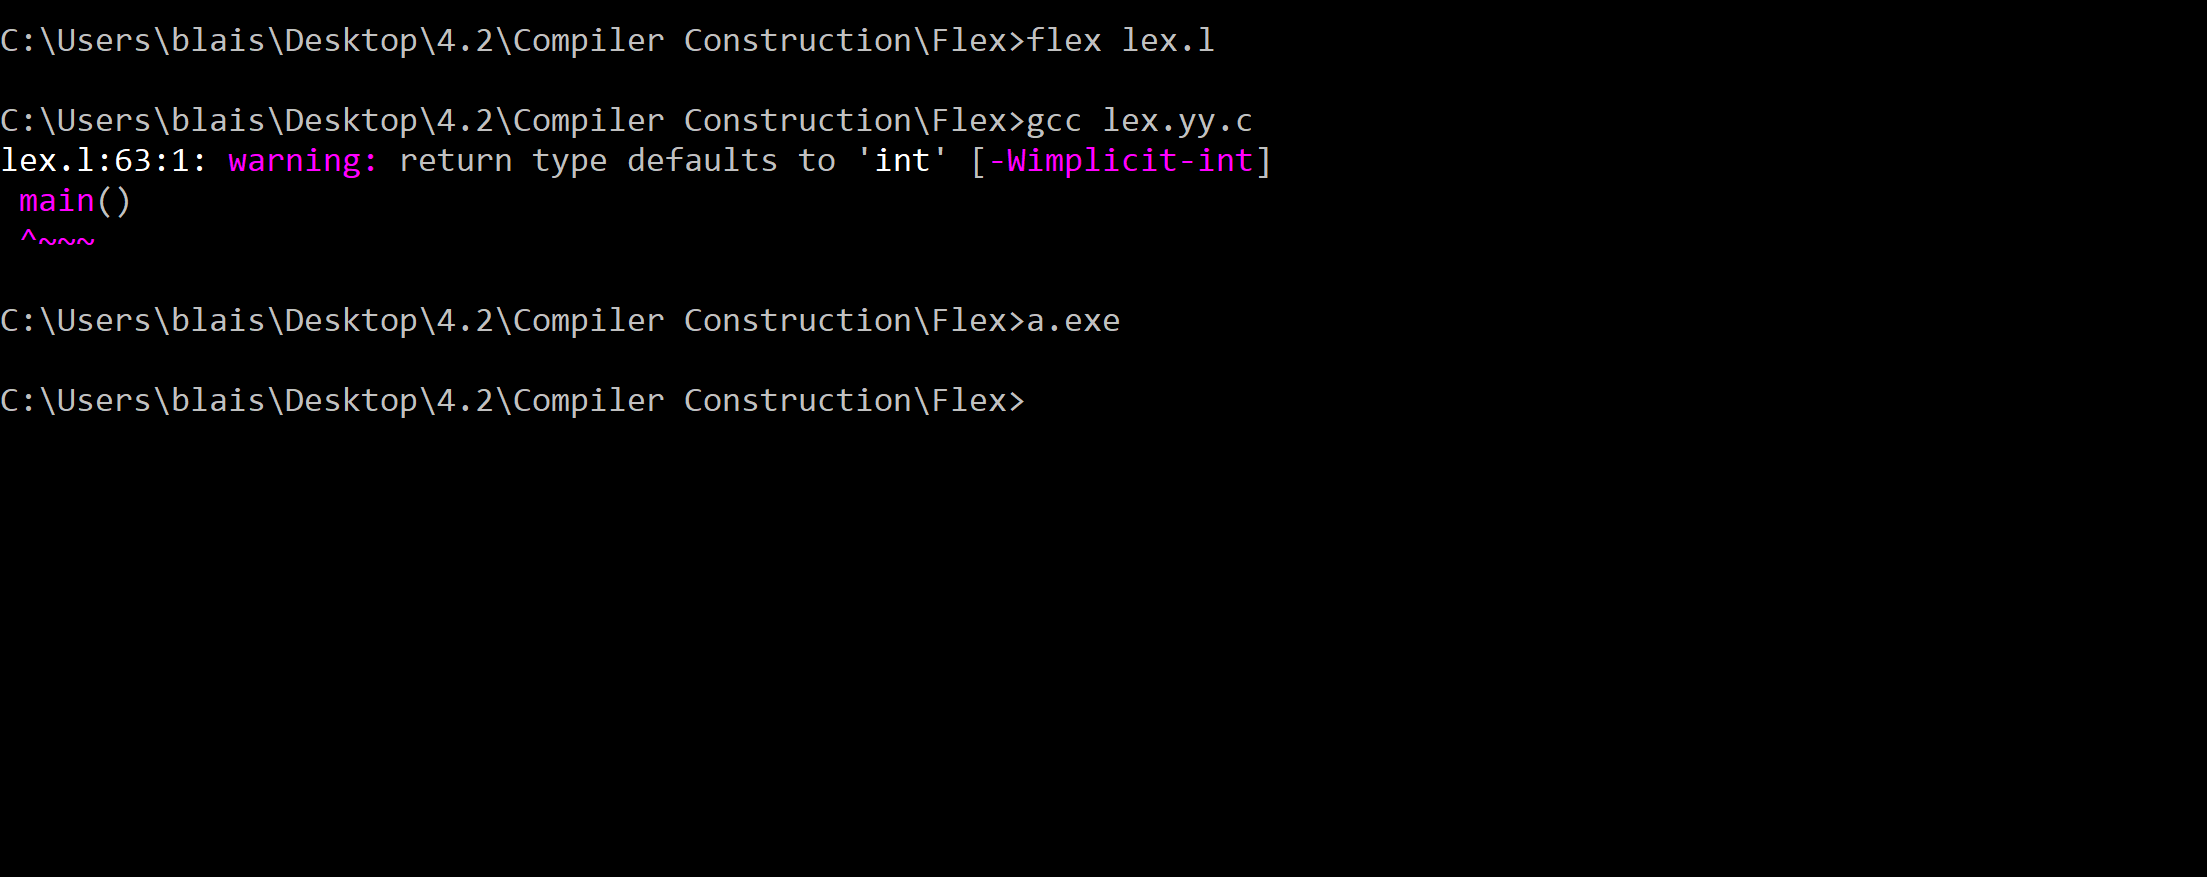 C:\Users\blais\Desktop\4.2\Compiler Construction\Flex>flex lex.l
C:\Users\blais\Desktop\4.2\Compiler Construction\Flex>gcc lex.yy.c
lex.l:63:1: warning: return type defaults to 'int' [-Wimplicit-int]
 main()
 ^~~~
C:\Users\blais\Desktop\4.2\Compiler Construction\Flex>a.exe
C:\Users\blais\Desktop\4.2\Compiler Construction\Flex>